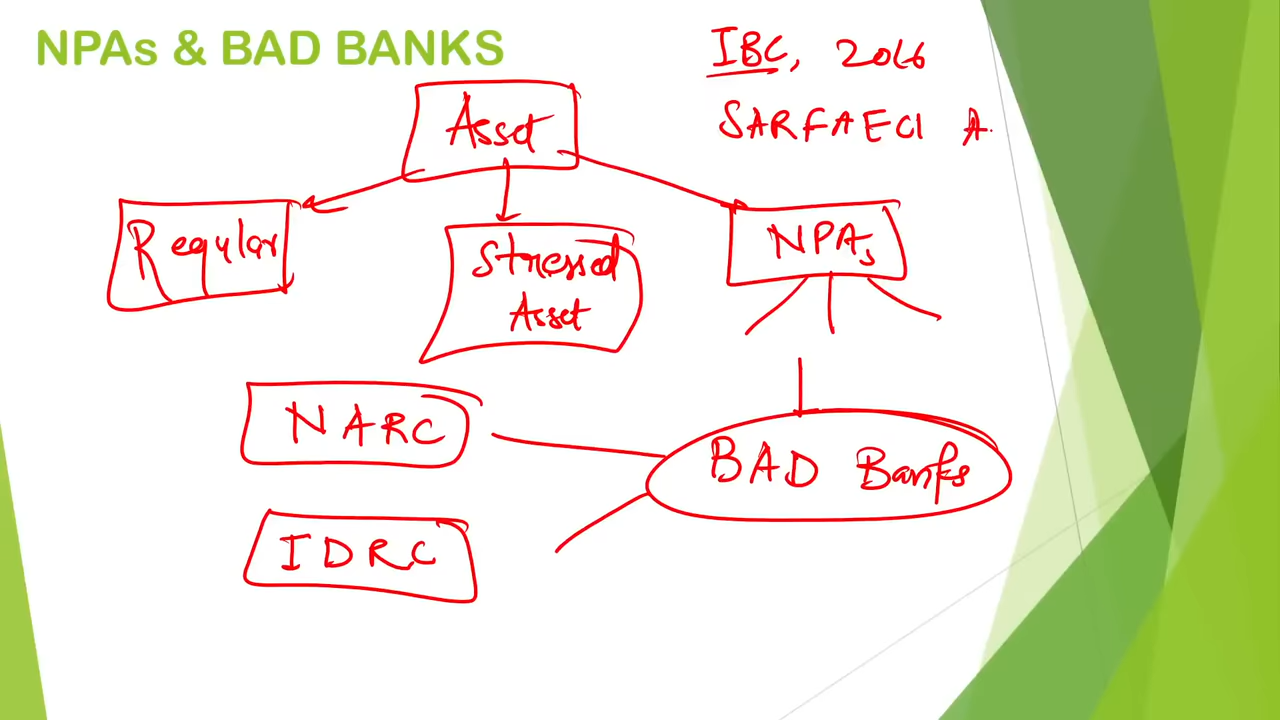 NPAs & BAD BANKS
IBC, 2016
SARFAECI A.
Asset
Regular
Stressed
Asset
NPAs
NARC
BAD Banks
IDRC